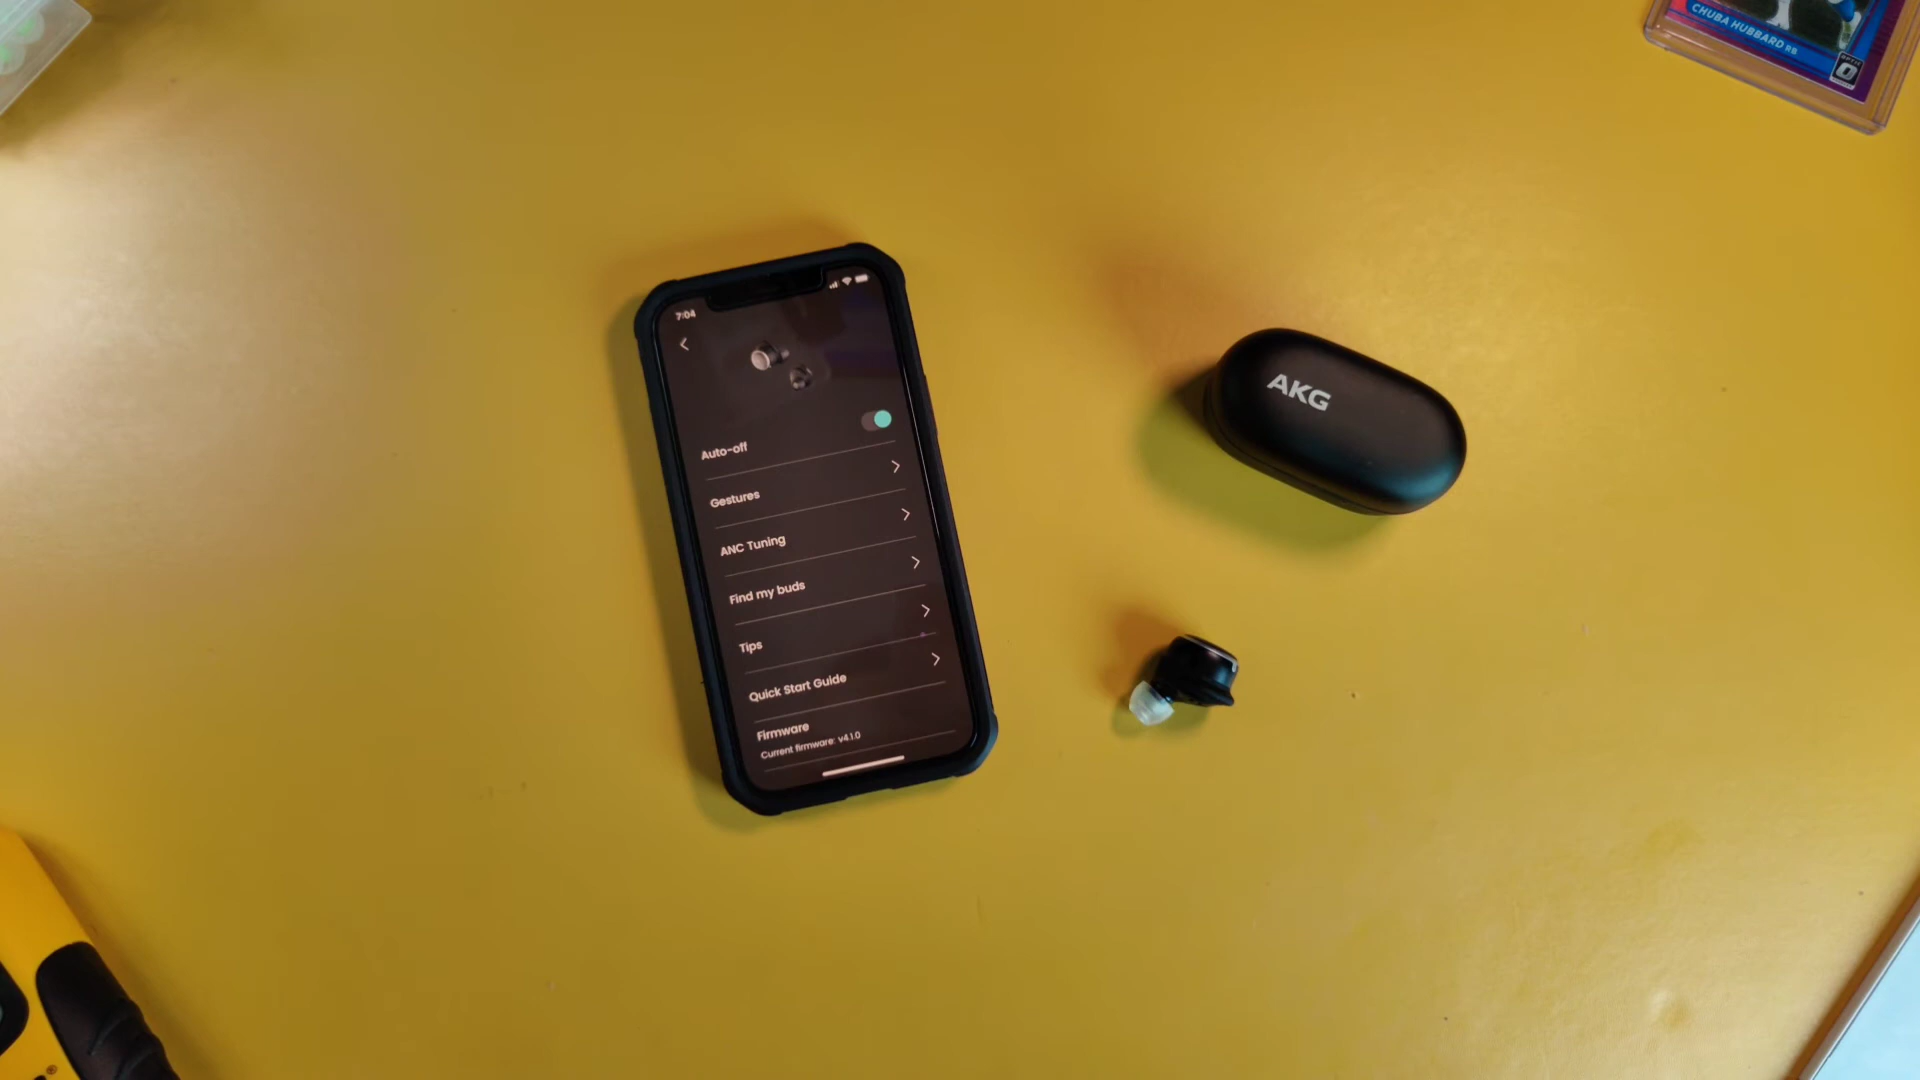 CHUBA HUBBARD RB
OPTIC
7:04
AKG
Auto-off
Gestures
ANC Tuning
Find my buds
Tips
Quick Start Guide
Firmware
Current firmware: v4.1.0